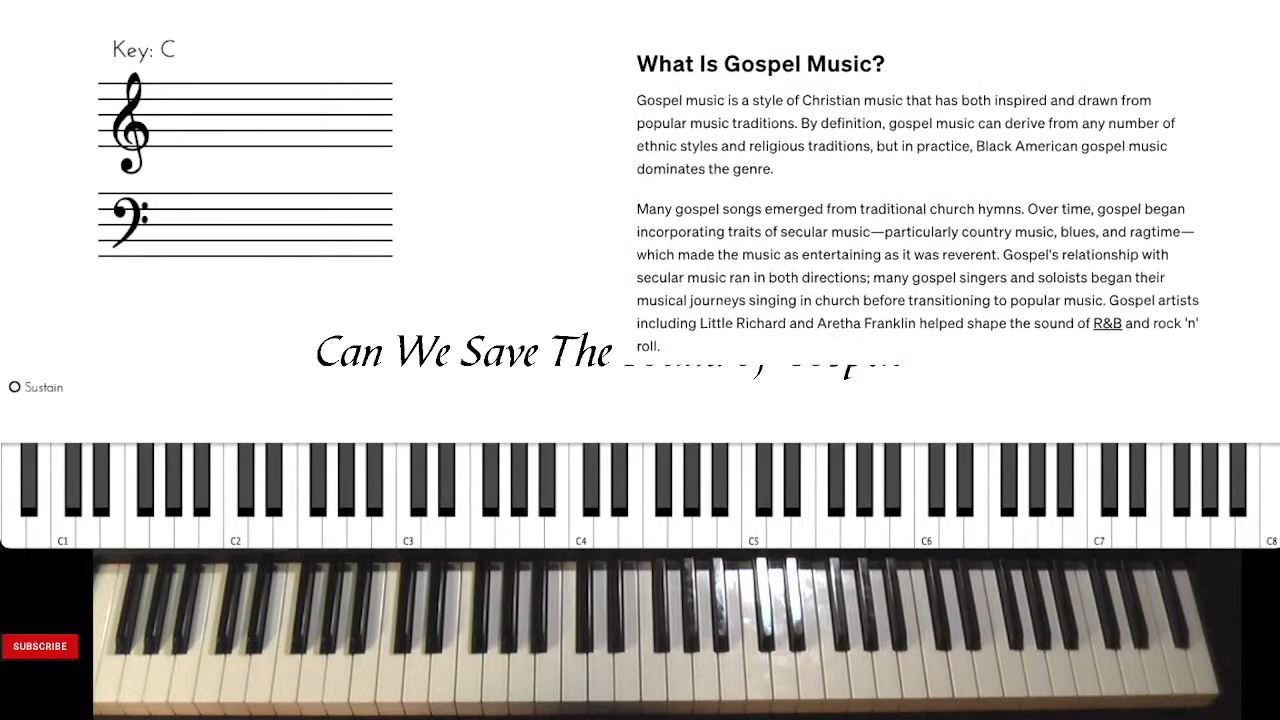 Key: C
What Is Gospel Music?
Gospel music is a style of Christian music that has both inspired and drawn from
popular music traditions. By definition, gospel music can derive from any number of
ethnic styles and religious traditions, but in practice, Black American gospel music
dominates the genre.
Many gospel songs emerged from traditional church hymns. Over time, gospel began
incorporating traits of secular music—particularly country music, blues, and ragtime—
which made the music as entertaining as it was reverent. Gospel's relationship with
secular music ran in both directions; many gospel singers and soloists began their
musical journeys singing in church before transitioning to popular music. Gospel artists
including Little Richard and Aretha Franklin helped shape the sound of R&B and rock 'n'
roll.
Can We Save The
Sustain
C1 C2 C3 C4 C5 C6 C7 C8
SUBSCRIBE